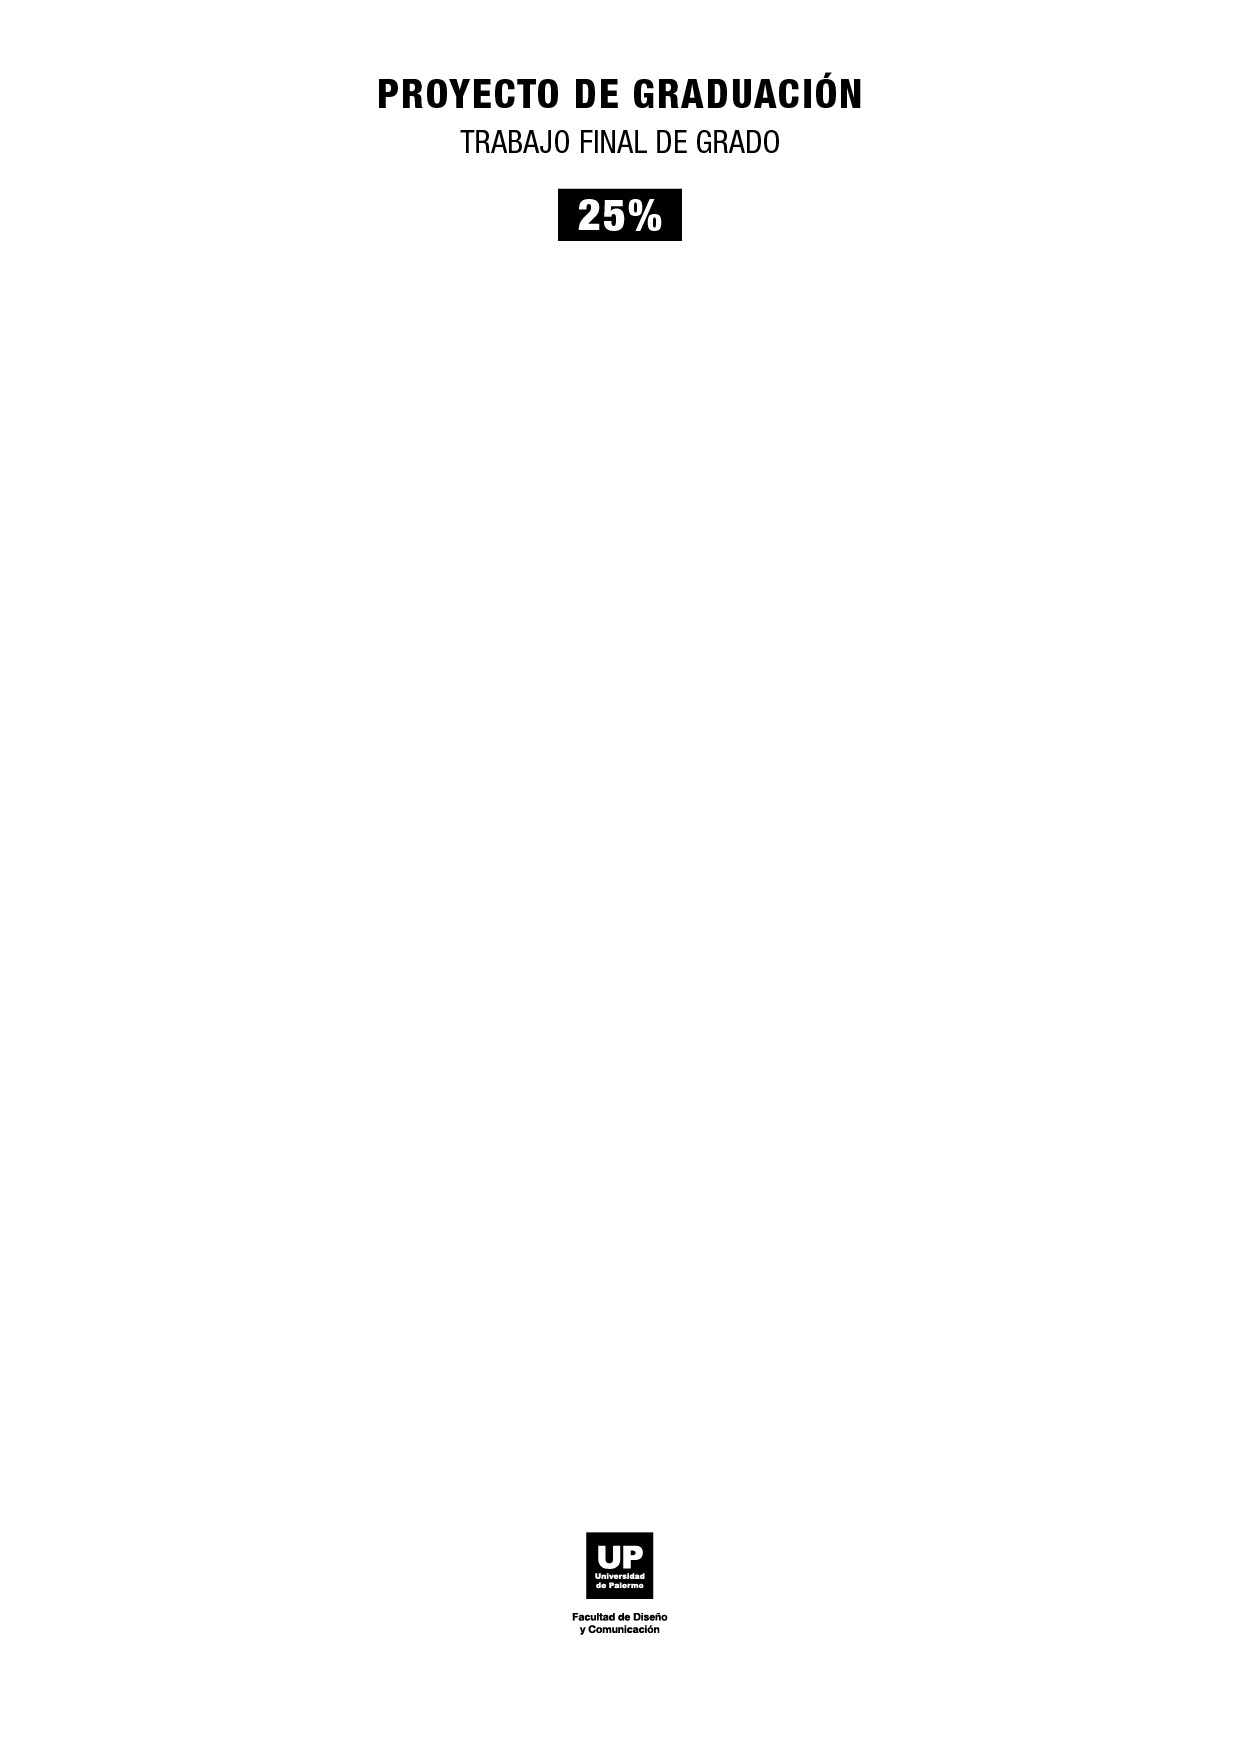 PROYECTO DE GRADUACIÓN
TRABAJO FINAL DE GRADO
25%
UP
Universidad
de Palermo
Facultad de Diseño
y Comunicación